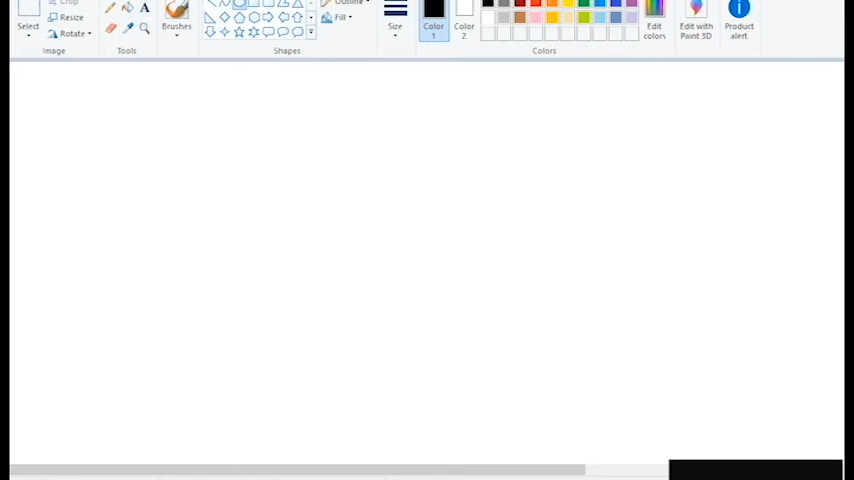 Crop Outline
Select Resize A Brushes Fill Size Color 1 Color 2 Edit colors Edit with Paint 3D Product alert
Rotate
Image Tools Shapes Colors